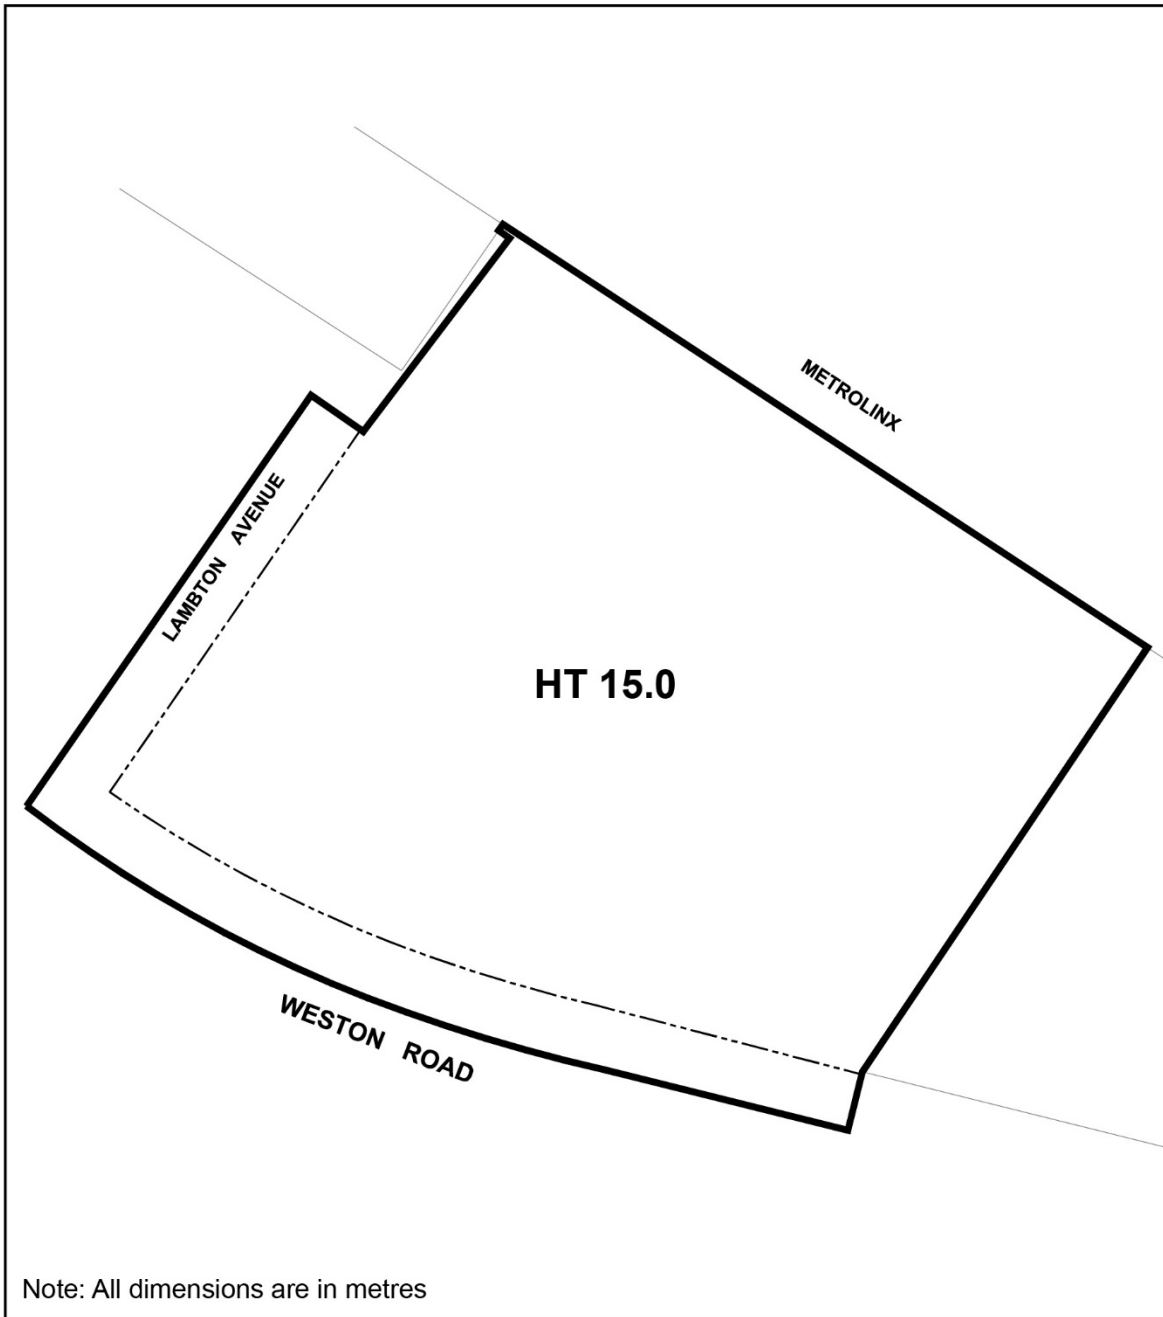 METROLINX
LAMBTON AVENUE
HT 15.0
WESTON ROAD
Note: All dimensions are in metres